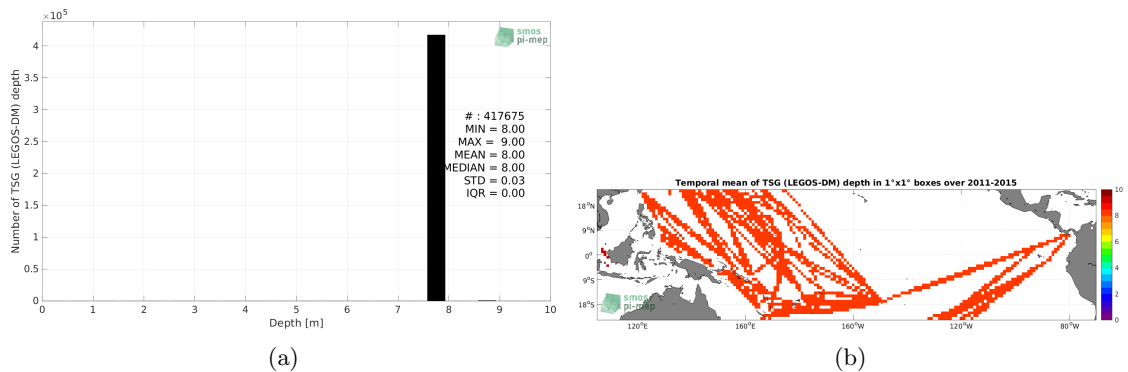 ×10⁵
4
3.5
3
2.5
2
1.5
1
0.5
0
Number of TSG (LEGOS-DM) depth
smos
pi-mep
# : 417675
MIN = 8.00
MAX = 9.00
MEAN = 8.00
MEDIAN = 8.00
STD = 0.03
IQR = 0.00
0 1 2 3 4 5 6 7 8 9 10
Depth [m]
(a)
Temporal mean of TSG (LEGOS-DM) depth in 1°x1° boxes over 2011-2015
18°N
9°N
0°
9°S
18°S
smos
pi-mep
120°E 160°E 160°W 120°W 80°W
10
8
6
4
2
0
(b)